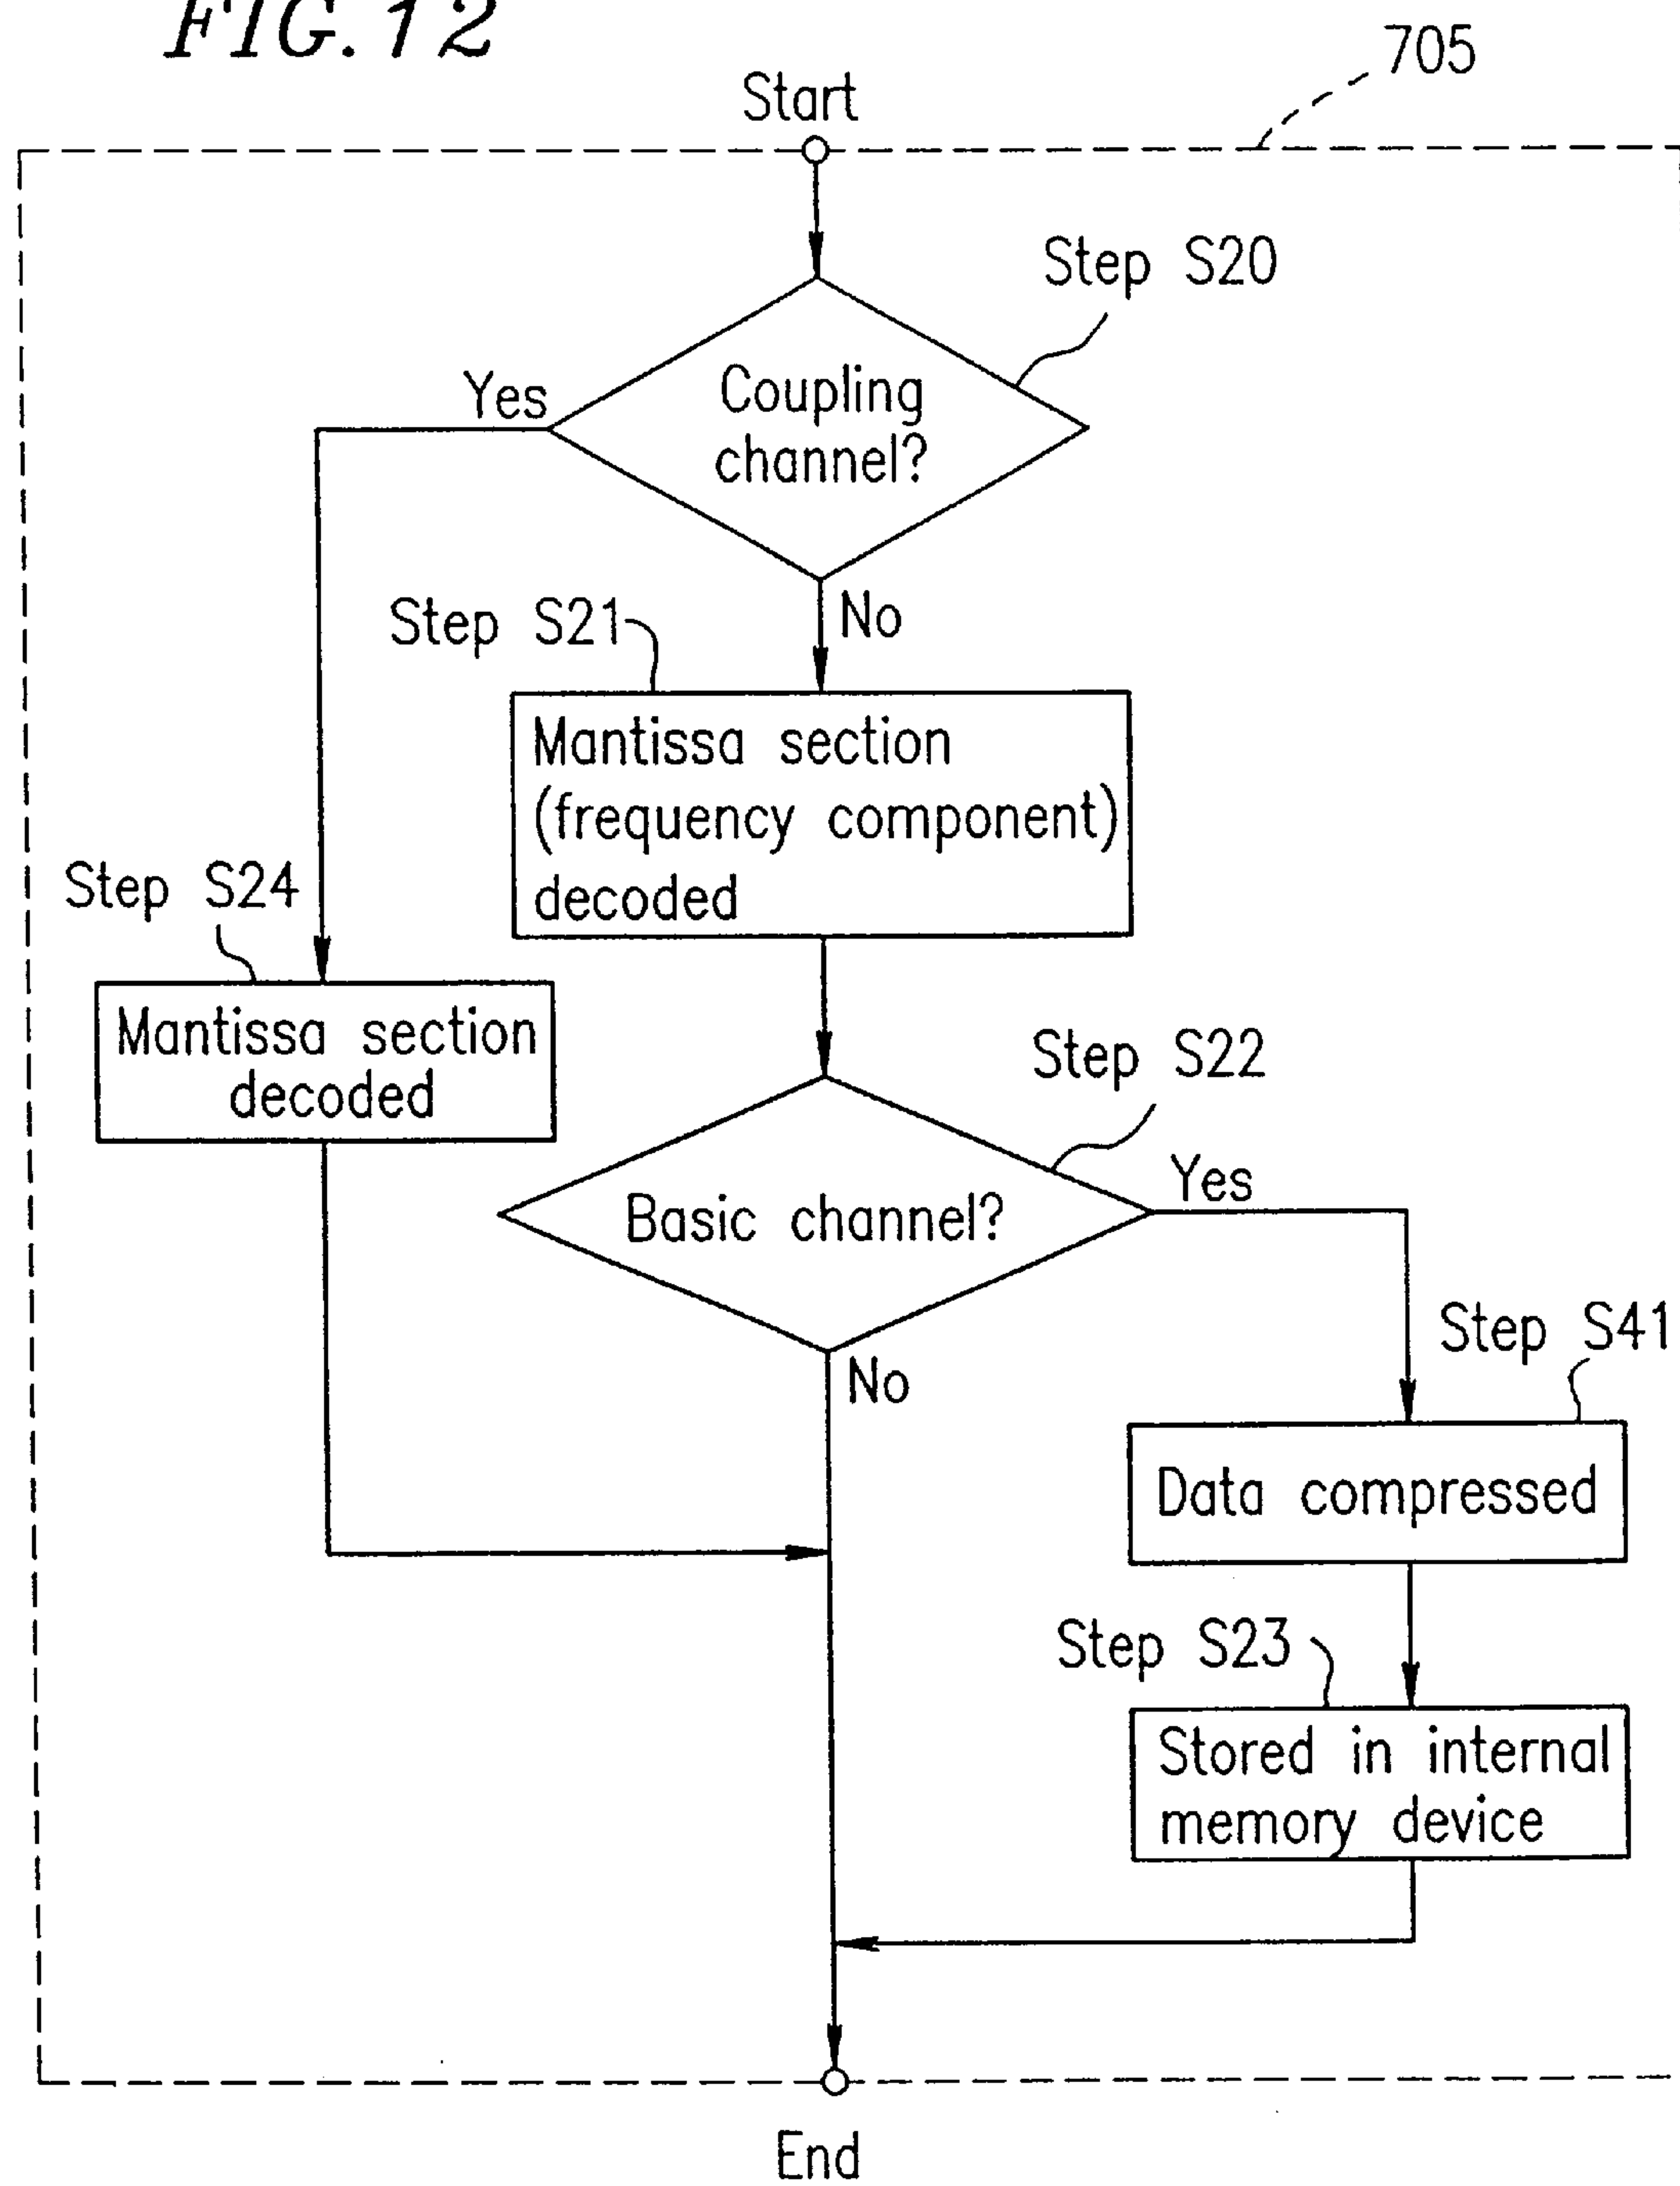 FIG. 12
705
Start
Step S20
Coupling
channel?
Yes
No
Step S21
Mantissa section
(frequency component)
decoded
Step S24
Mantissa section
decoded
Step S22
Basic channel?
Yes
No
Step S41
Data compressed
Step S23
Stored in internal
memory device
End